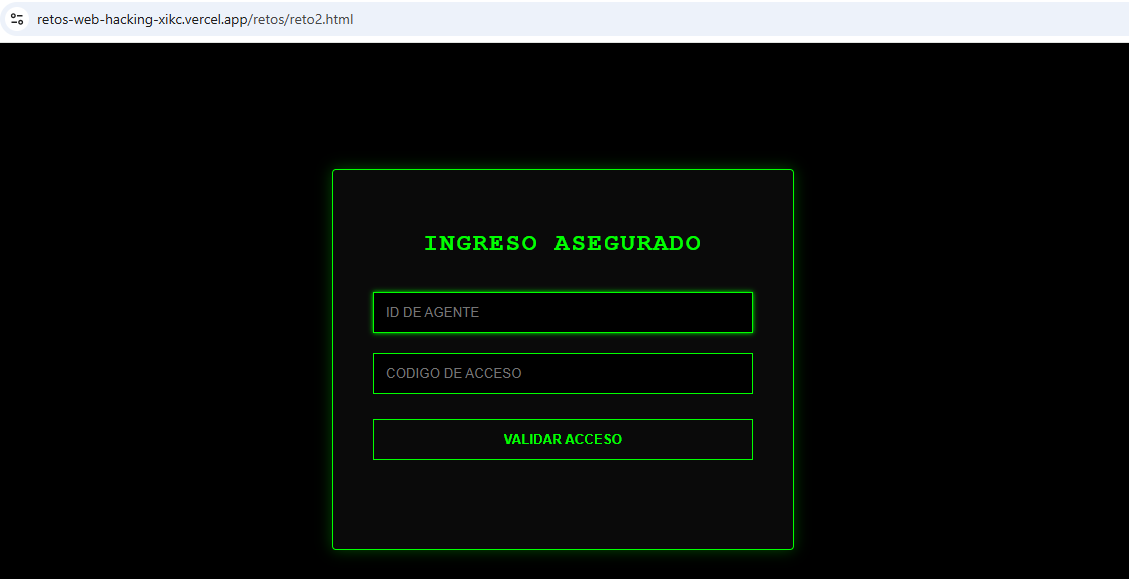 retos-web-hacking-xikc.vercel.app/retos/reto2.html
INGRESO ASEGURADO
ID DE AGENTE
CODIGO DE ACCESO
VALIDAR ACCESO